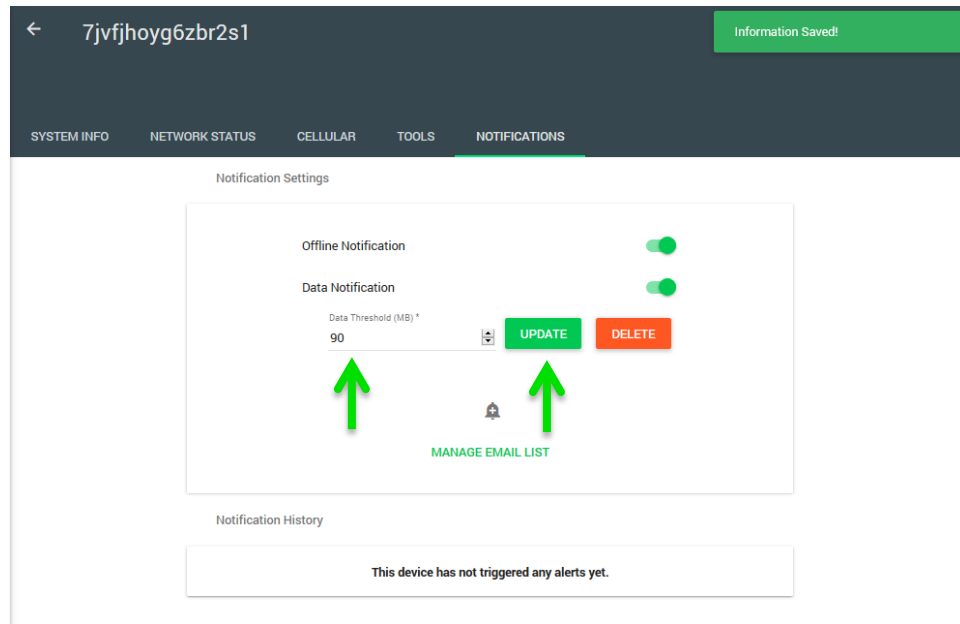 7jvfjhoyg6zbr2s1
Information Saved!
SYSTEM INFO NETWORK STATUS CELLULAR TOOLS NOTIFICATIONS
Notification Settings
Offline Notification
Data Notification
Data Threshold (MB) *
90 UPDATE DELETE
MANAGE EMAIL LIST
Notification History
This device has not triggered any alerts yet.